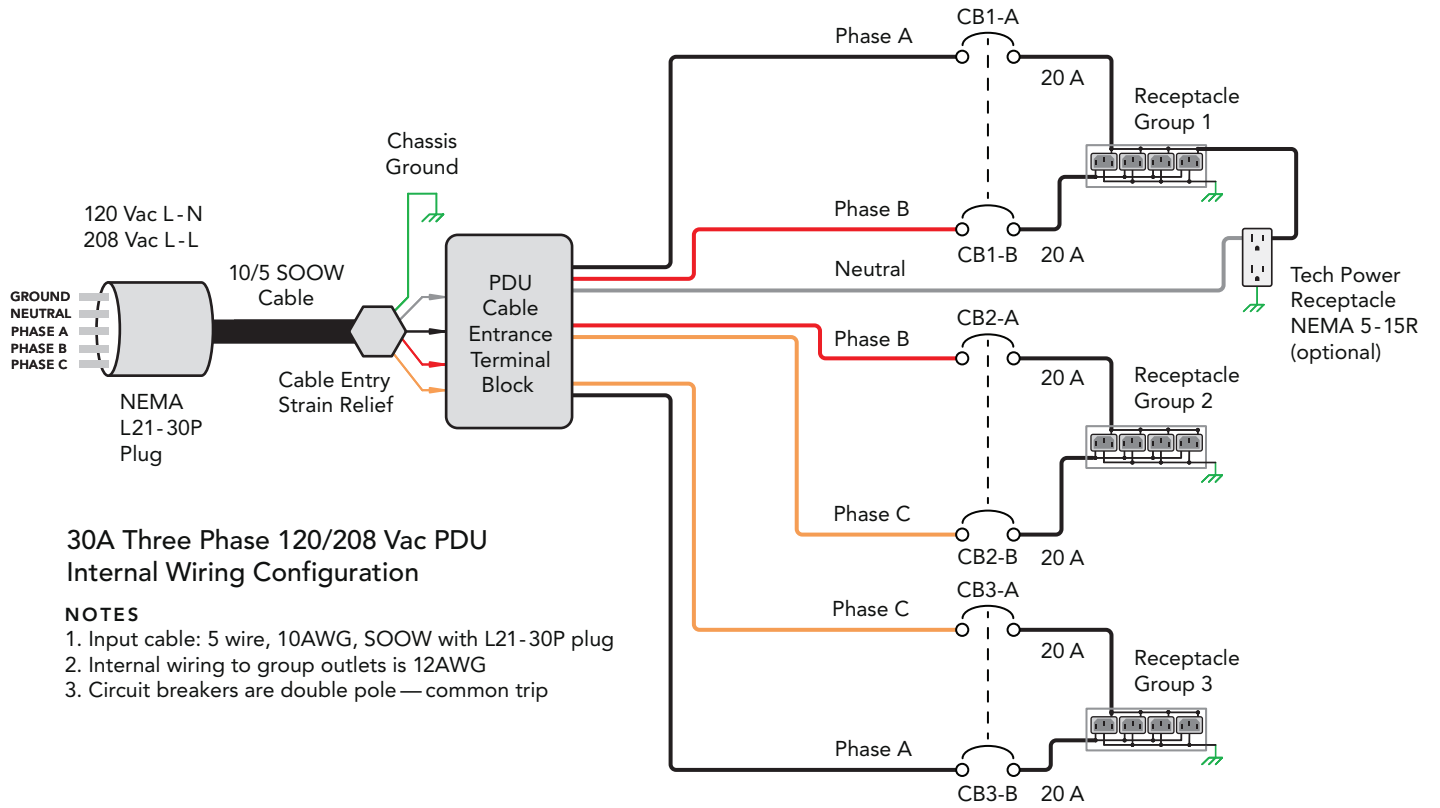 120 Vac L-N
208 Vac L-L
GROUND
NEUTRAL
PHASE A
PHASE B
PHASE C
NEMA
L21-30P
Plug
10/5 SOOW
Cable
Cable Entry
Strain Relief
Chassis
Ground
PDU
Cable
Entrance
Terminal
Block
Phase A
CB1-A
20 A
Receptacle
Group 1
Phase B
CB1-B
20 A
Neutral
Tech Power
Receptacle
NEMA 5-15R
(optional)
Phase B
CB2-A
20 A
Receptacle
Group 2
Phase C
CB2-B
20 A
Phase C
CB3-A
20 A
Receptacle
Group 3
Phase A
CB3-B
20 A
30A Three Phase 120/208 Vac PDU
Internal Wiring Configuration
NOTES
1. Input cable: 5 wire, 10AWG, SOOW with L21-30P plug
2. Internal wiring to group outlets is 12AWG
3. Circuit breakers are double pole — common trip